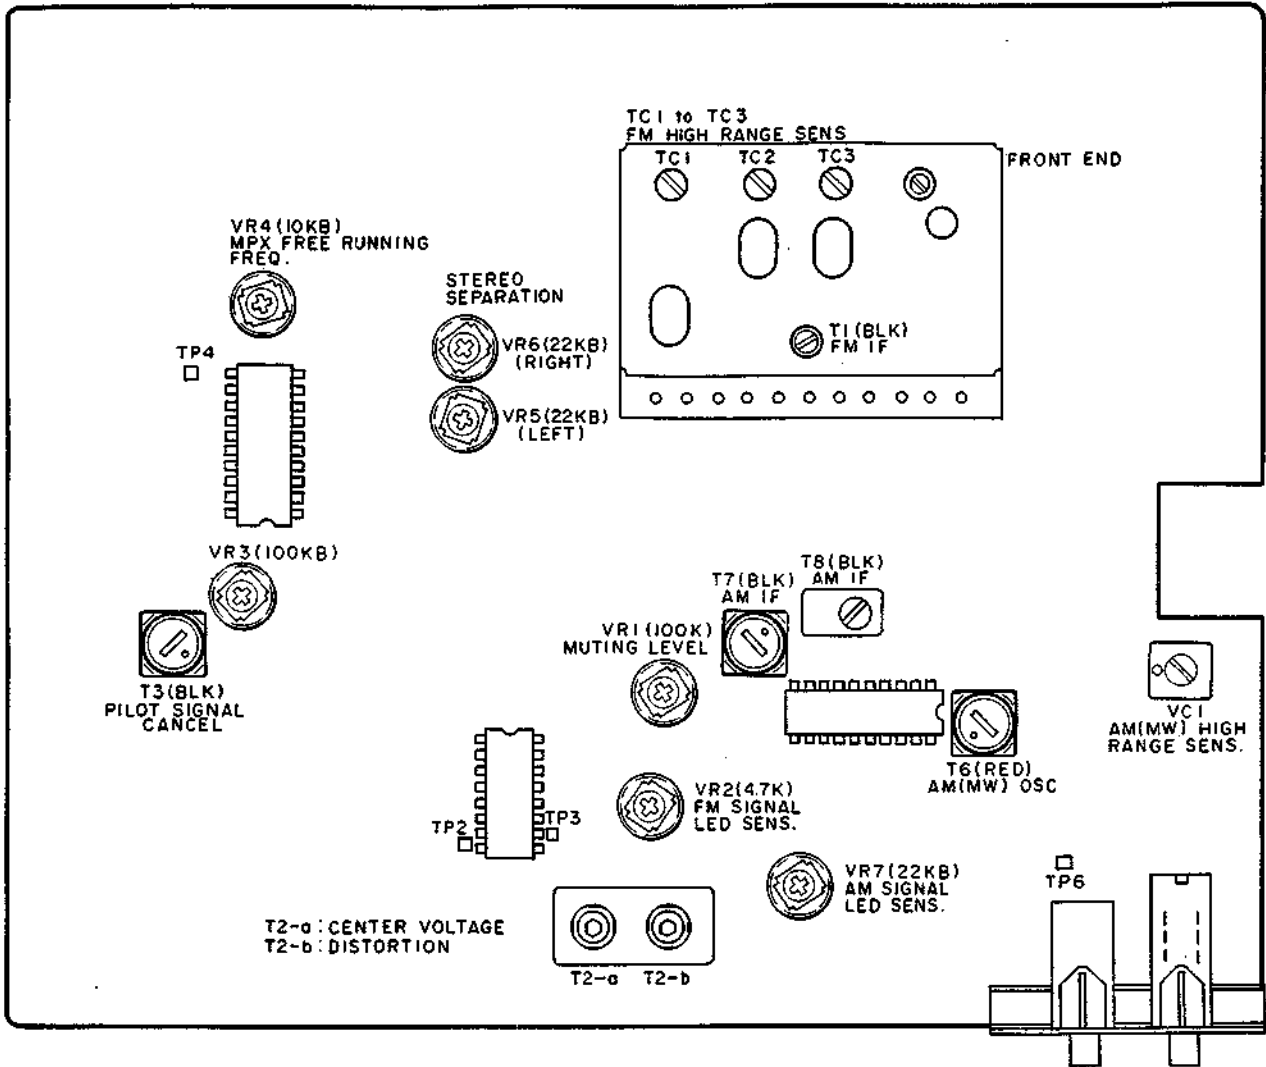 TC1 to TC3
FM HIGH RANGE SENS
TC1
TC2
TC3
FRONT END
VR4(10KB)
MPX FREE RUNNING
FREQ.
STEREO
SEPARATION
VR6(22KB)
(RIGHT)
T1(BLK)
FM IF
TP4
VR5(22KB)
(LEFT)
VR3(100KB)
T8(BLK)
AM IF
T7(BLK)
AM IF
VR1(100K)
MUTING LEVEL
T3(BLK)
PILOT SIGNAL
CANCEL
VC1
AM(MW) HIGH
RANGE SENS.
T6(RED)
AM(MW) OSC
VR2(4.7K)
FM SIGNAL
LED SENS.
TP2
TP3
VR7(22KB)
AM SIGNAL
LED SENS.
TP6
T2-a:CENTER VOLTAGE
T2-b:DISTORTION
T2-a
T2-b